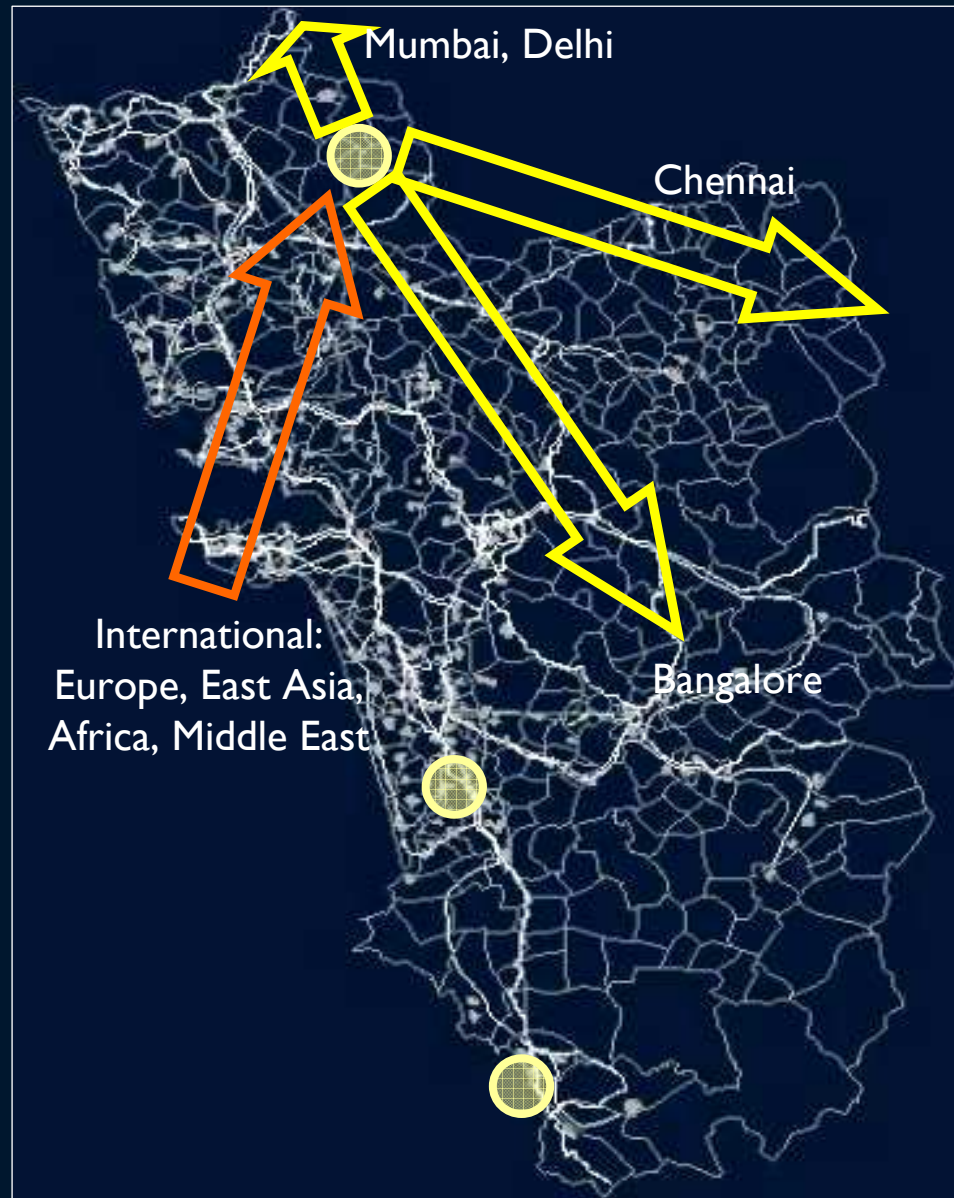 Mumbai, Delhi
Chennai
International:
Europe, East Asia,
Africa, Middle East
Bangalore